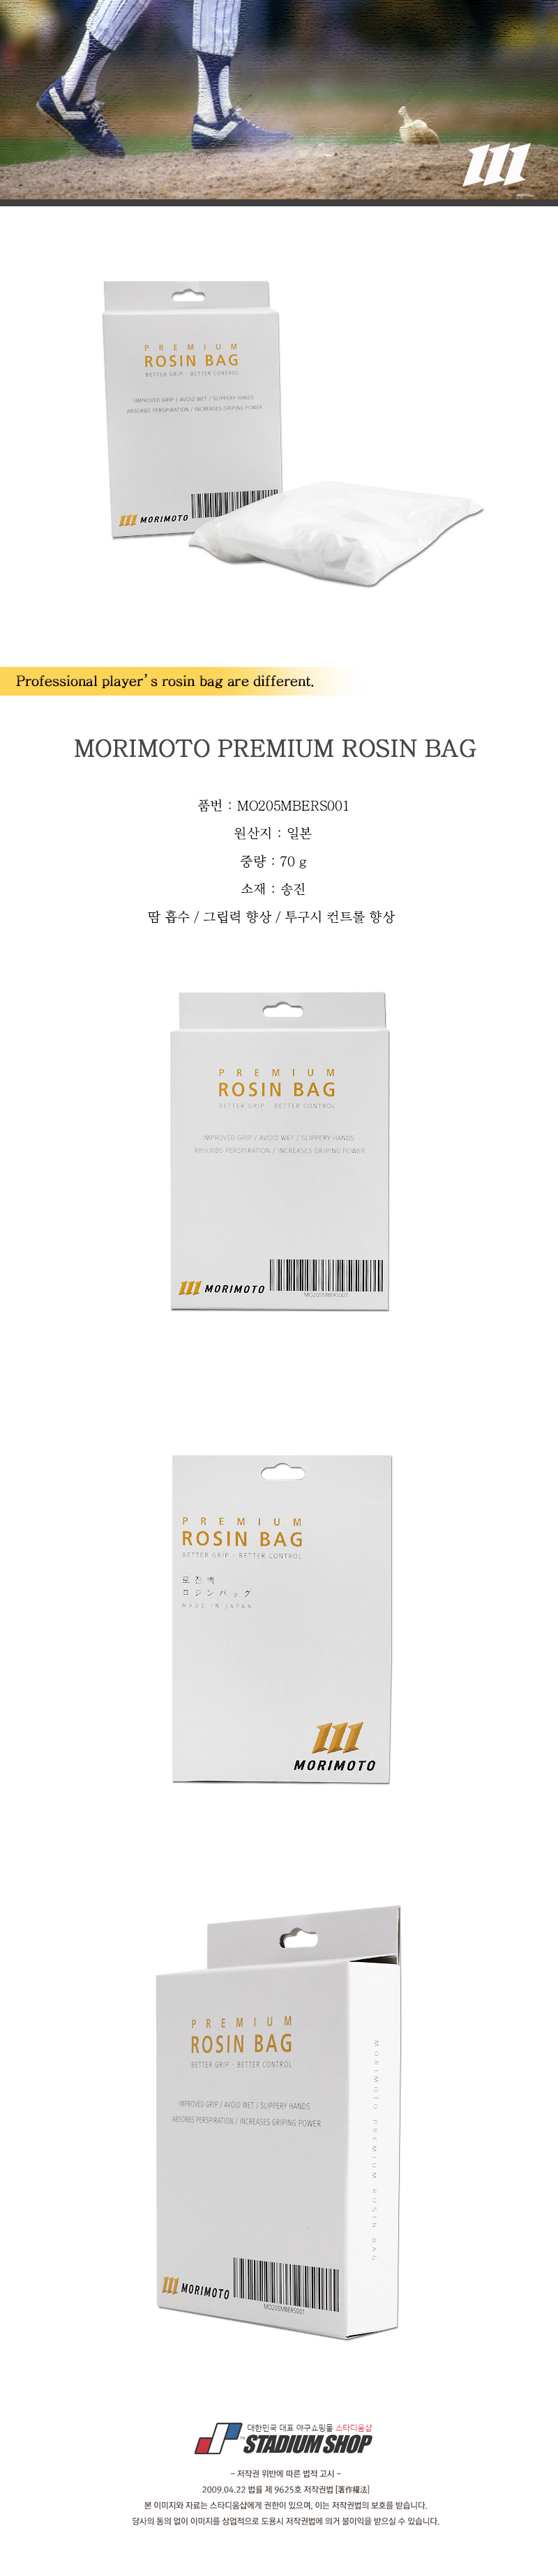 PREMIUM
ROSIN BAG
BETTER GRIP · BETTER CONTROL
IMPROVED GRIP / AVOID WET / SLIPPERY HANDS
ABSORBS PERSPIRATION / INCREASES GRIPING POWER
MORIMOTO
Professional player's rosin bag are different.
MORIMOTO PREMIUM ROSIN BAG
품번 : MO205MBERS001
원산지 : 일본
중량 : 70 g
소재 : 송진
땀 흡수 / 그립력 향상 / 투구시 컨트롤 향상
PREMIUM
ROSIN BAG
BETTER GRIP · BETTER CONTROL
IMPROVED GRIP / AVOID WET / SLIPPERY HANDS
ABSORBS PERSPIRATION / INCREASES GRIPING POWER
MORIMOTO
MO205MBERS001
PREMIUM
ROSIN BAG
BETTER GRIP · BETTER CONTROL
로진백
ロジンバッグ
MADE IN JAPAN
MORIMOTO
PREMIUM
ROSIN BAG
BETTER GRIP · BETTER CONTROL
IMPROVED GRIP / AVOID WET / SLIPPERY HANDS
ABSORBS PERSPIRATION / INCREASES GRIPING POWER
MORIMOTO
MO205MBERS001
MORIMOTO PREMIUM ROSIN BAG
대한민국 대표 야구쇼핑몰 스타디움샵
STADIUM SHOP
- 저작권 위반에 따른 법적 고시 -
2009.04.22 법률 제 9625호 저작권법 [著作權法]
본 이미지와 자료는 스타디움샵에게 권한이 있으며, 이는 저작권법의 보호를 받습니다.
당사의 동의 없이 이미지를 상업적으로 도용시 저작권법에 의거 불이익을 받으실 수 있습니다.